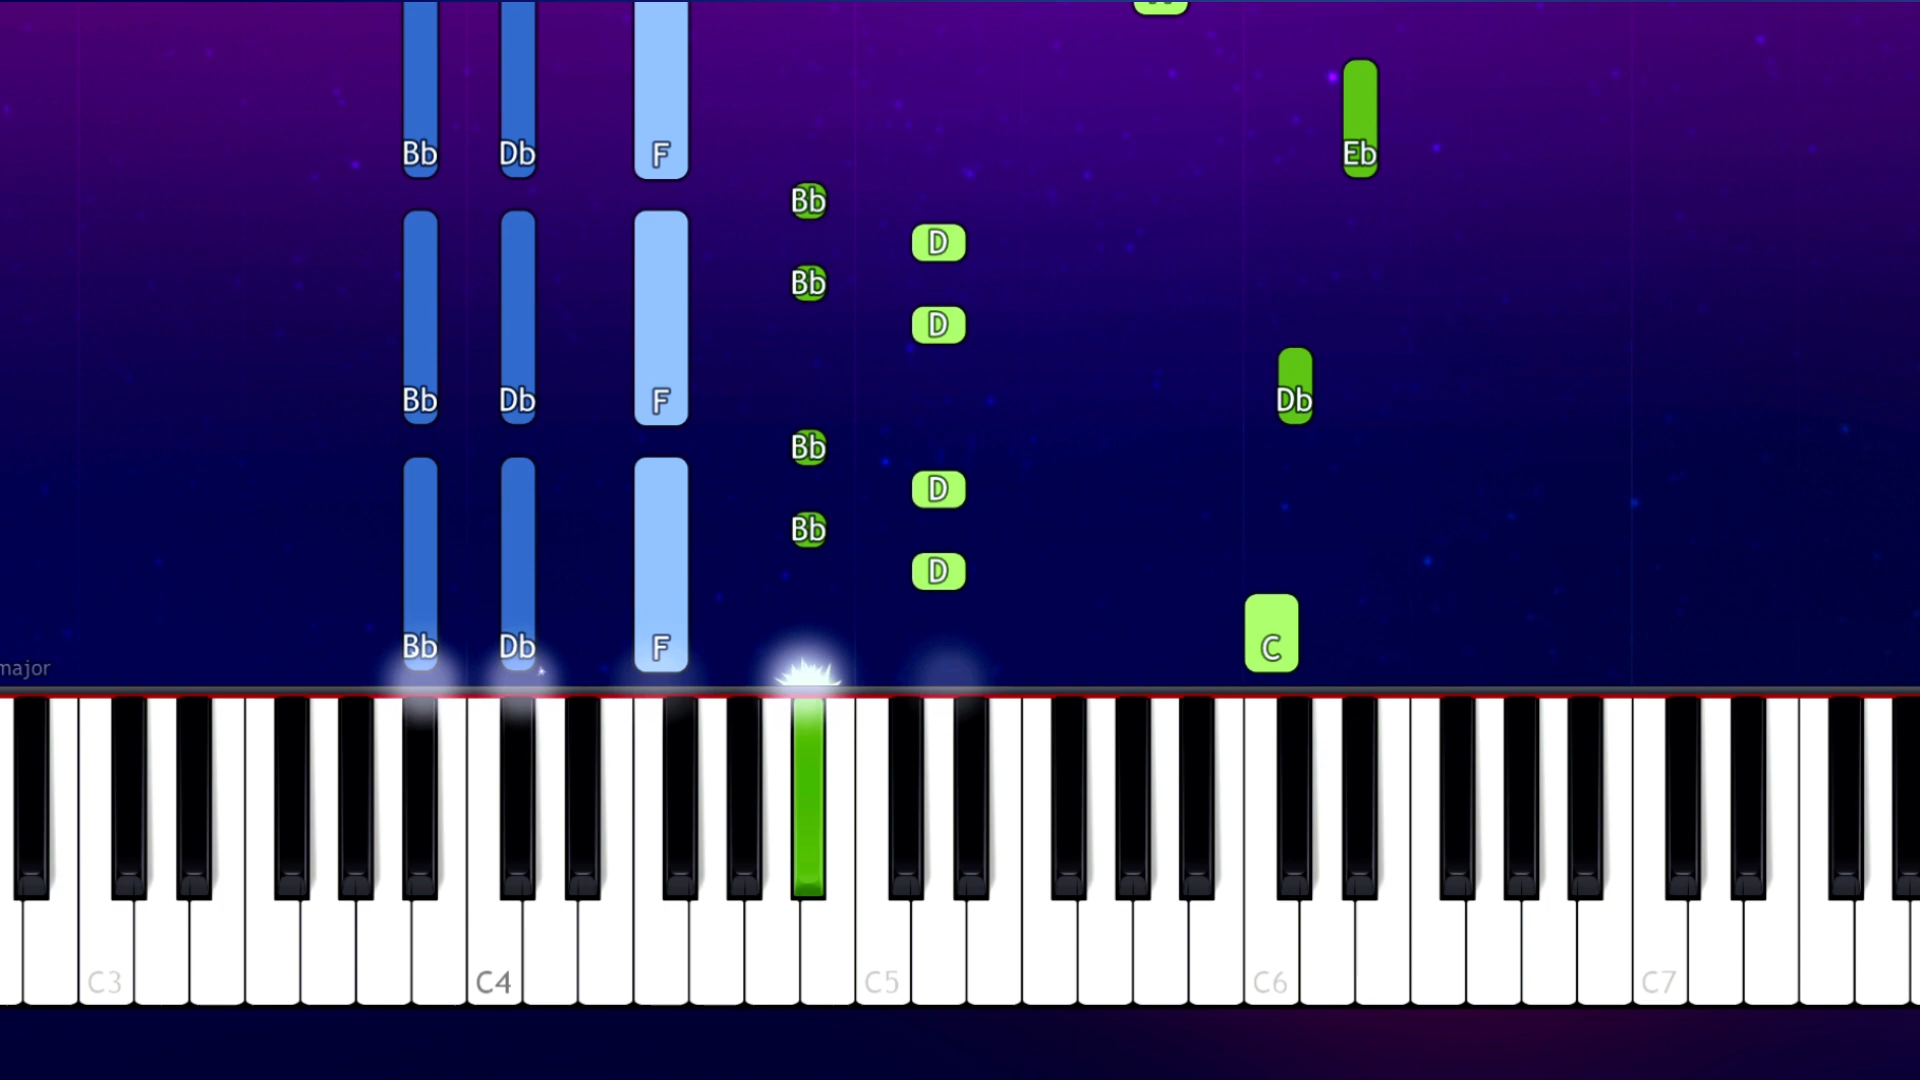 Bb Db F Eb
Bb
D
Bb
D
Bb Db F Db
Bb
D
Bb
D
Bb Db F C
major
C3 C4 C5 C6 C7